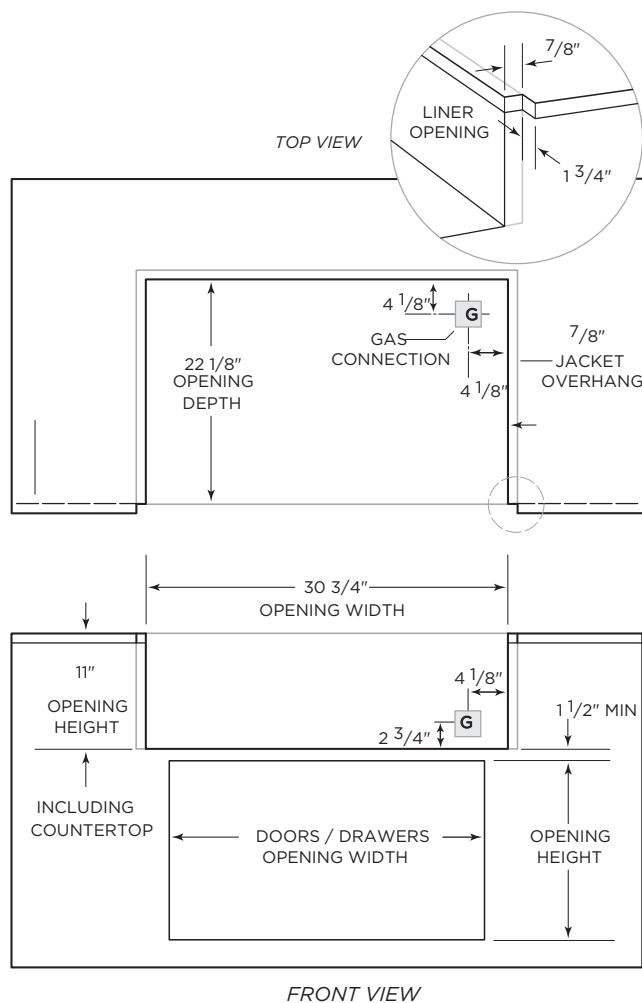 7/8"
LINER
OPENING
TOP VIEW
1 3/4"
4 1/8"
G
GAS
CONNECTION
7/8"
JACKET
OVERHANG
22 1/8"
OPENING
DEPTH
4 1/8"
30 3/4"
OPENING WIDTH
11"
OPENING
HEIGHT
4 1/8"
G
1 1/2" MIN
2 3/4"
INCLUDING
COUNTERTOP
DOORS / DRAWERS
OPENING WIDTH
OPENING
HEIGHT
FRONT VIEW